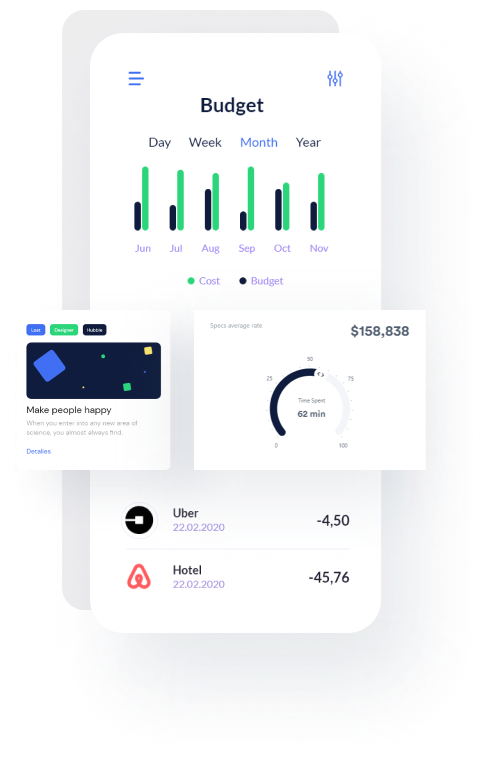 Budget
Day Week Month Year
Jun Jul Aug Sep Oct Nov
Cost Budget
Last Designer Hubble
Make people happy
When you enter into any new area of
science, you almost always find.
Detalies
Specs average rate
$158,838
50
25 75
Time Spent
62 min
0 100
Uber
22.02.2020
-4,50
Hotel
22.02.2020
-45,76